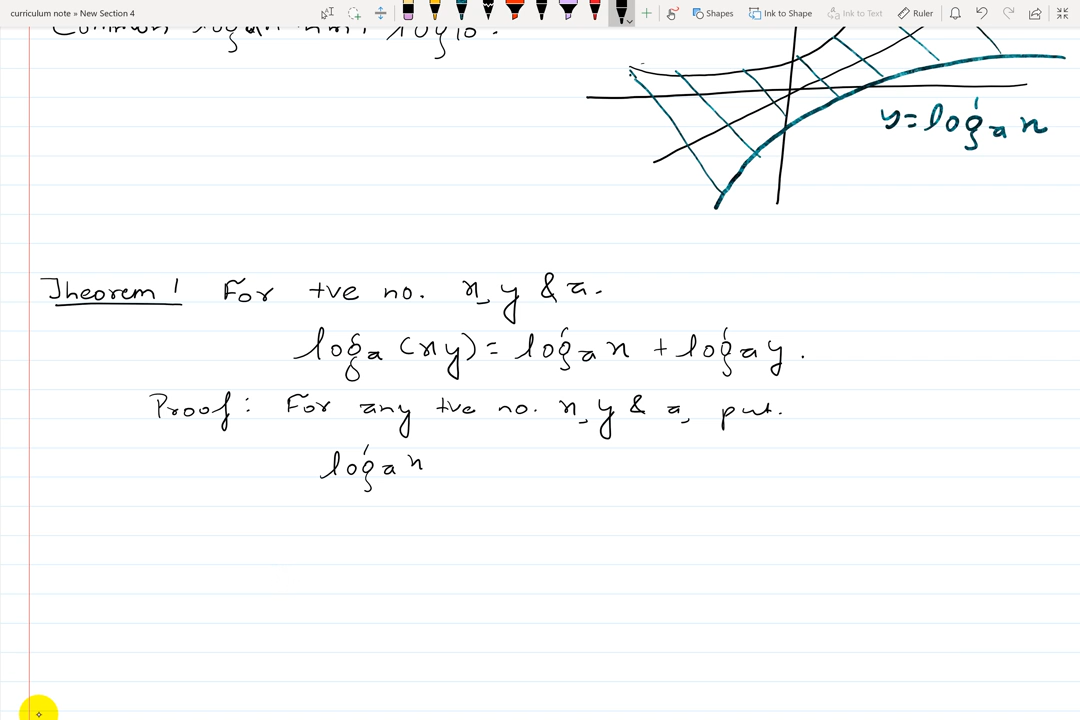 curriculum note » New Section 4
Shapes Ink to Shape Ink to Text Ruler
y = logₐ x
Theorem 1 For +ve no. x, y & a.
logₐ (xy) = logₐ x + logₐ y.
Proof: For any +ve no. x, y & a, put.
logₐ x